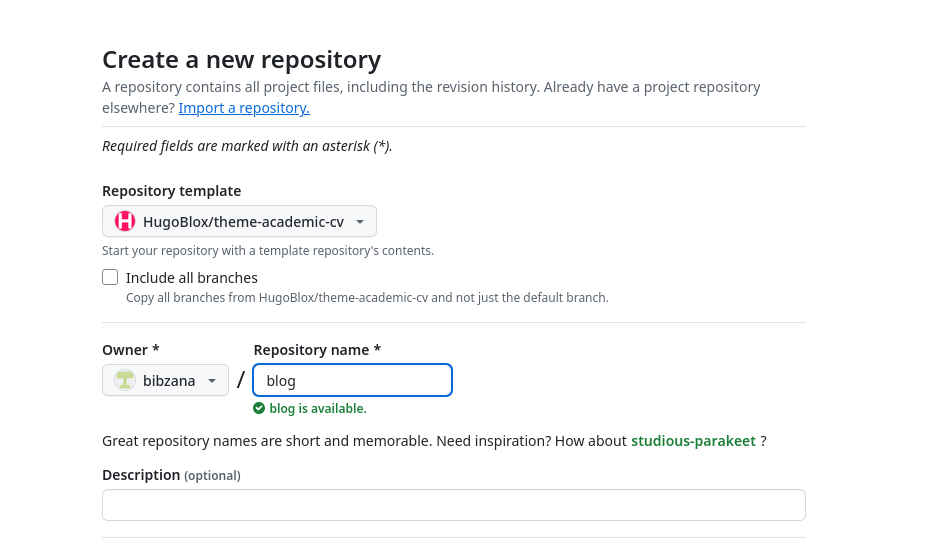 Create a new repository
A repository contains all project files, including the revision history. Already have a project repository
elsewhere? Import a repository.
Required fields are marked with an asterisk (*).
Repository template
H HugoBlox/theme-academic-cv
Start your repository with a template repository's contents.
Include all branches
Copy all branches from HugoBlox/theme-academic-cv and not just the default branch.
Owner * Repository name *
bibzana / blog
blog is available.
Great repository names are short and memorable. Need inspiration? How about studious-parakeet ?
Description (optional)